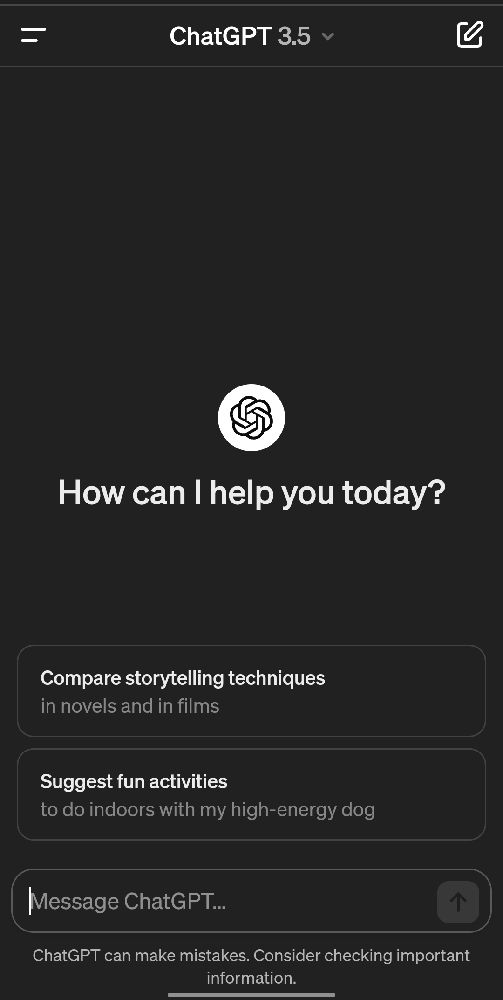 ChatGPT 3.5
How can I help you today?
Compare storytelling techniques
in novels and in films
Suggest fun activities
to do indoors with my high-energy dog
Message ChatGPT...
ChatGPT can make mistakes. Consider checking important
information.